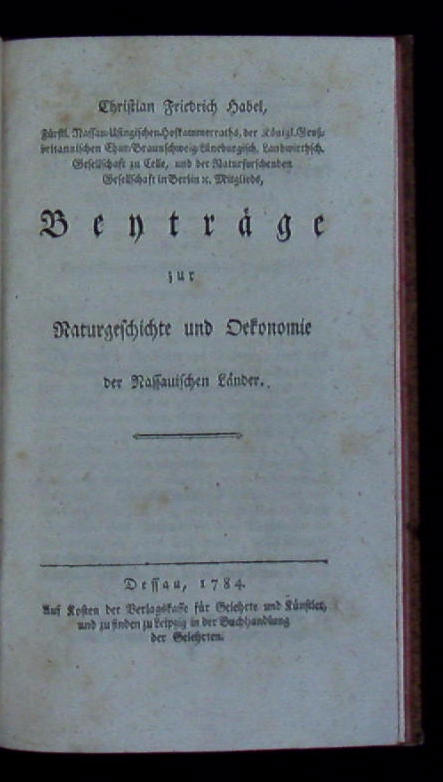 Christian Friedrich Habel,
Fürstl. Nassau-Usingischen-Hofkammerraths, der Königl. Groß-
britannischen Chur-Braunschweig-Lüneburgisch. Landwirthsch.
Gesellschaft zu Celle, und der Naturforschenden
Gesellschaft in Berlin ꝛc. Mitglieds,
Beyträge
zur
Naturgeschichte und Oekonomie
der Nassauischen Länder.
Dessau, 1784.
Auf Kosten der Verlagskasse für Gelehrte und Künstler,
und zu finden zu Leipzig in der Buchhandlung
der Gelehrten.